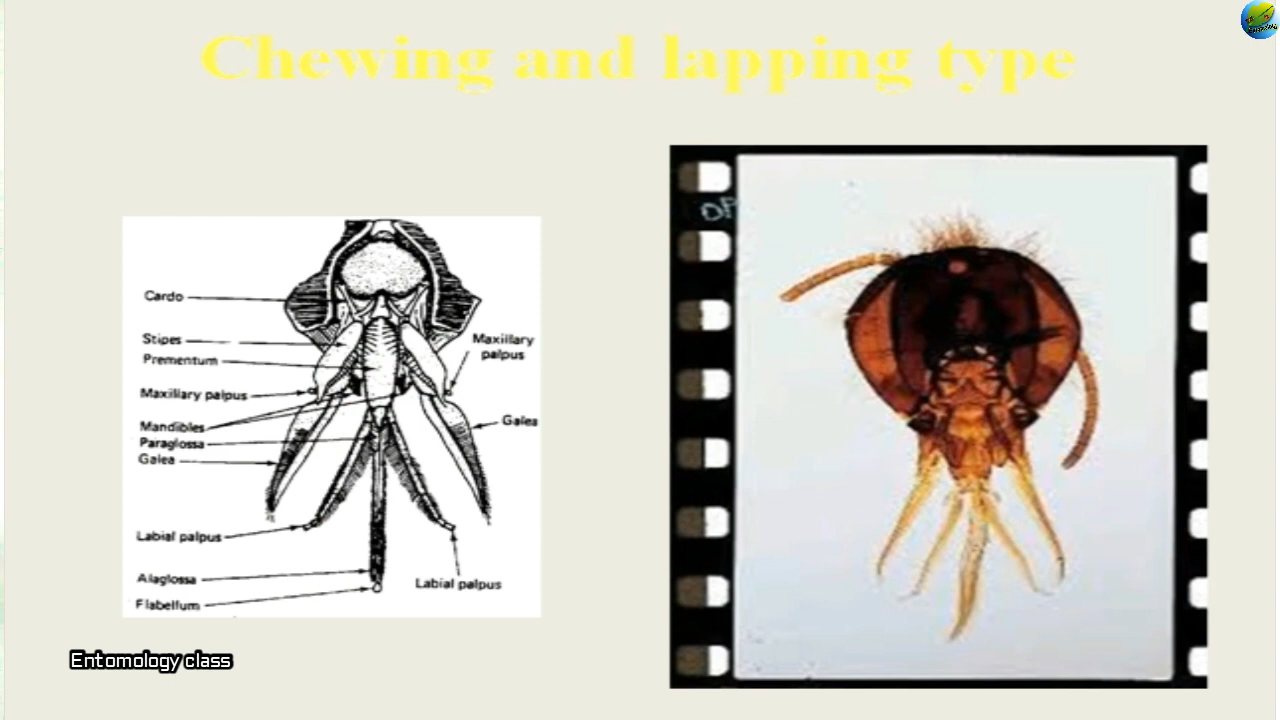 Chewing and lapping type
Cardo
Stipes
Prementum
Maxillary palpus
Mandibles
Paraglossa
Galea
Labial palpus
Alaglossa
Flabellum
Maxillary
palpus
Galea
Labial palpus
Entomology class